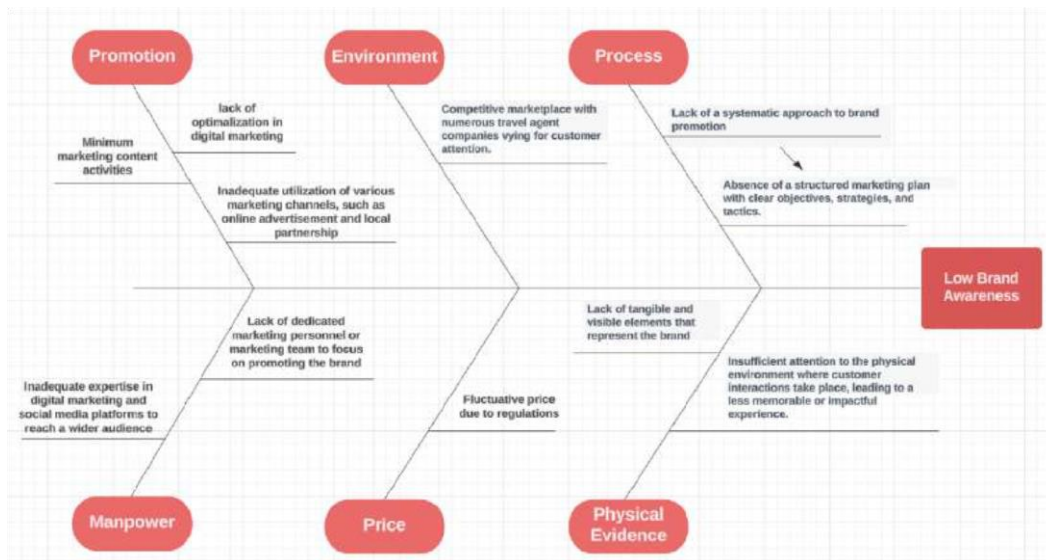 Promotion
Environment
Process
lack of
optimalization in
digital marketing
Minimum
marketing content
activities
Inadequate utilization of various
marketing channels, such as
online advertisement and local
partnership
Competitive marketplace with
numerous travel agent
companies vying for customer
attention.
Lack of a systematic approach to brand
promotion
Absence of a structured marketing plan
with clear objectives, strategies, and
tactics.
Low Brand
Awareness
Lack of dedicated
marketing personnel or
marketing team to focus
on promoting the brand
Inadequate expertise in
digital marketing and
social media platforms to
reach a wider audience
Fluctuative price
due to regulations
Lack of tangible and
visible elements that
represent the brand
Insufficient attention to the physical
environment where customer
interactions take place, leading to a
less memorable or impactful
experience.
Manpower
Price
Physical
Evidence